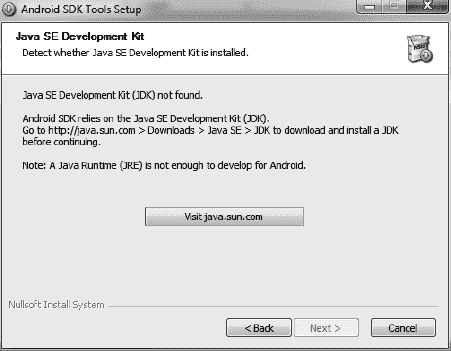 Android SDK Tools Setup
Java SE Development Kit
Detect whether Java SE Development Kit is installed.
Java SE Development Kit (JDK) not found.
Android SDK relies on the Java SE Development Kit (JDK).
Go to http://java.sun.com > Downloads > Java SE > JDK to download and install a JDK
before continuing.
Note: A Java Runtime (JRE) is not enough to develop for Android.
Visit java.sun.com
Nullsoft Install System
< Back
Next >
Cancel